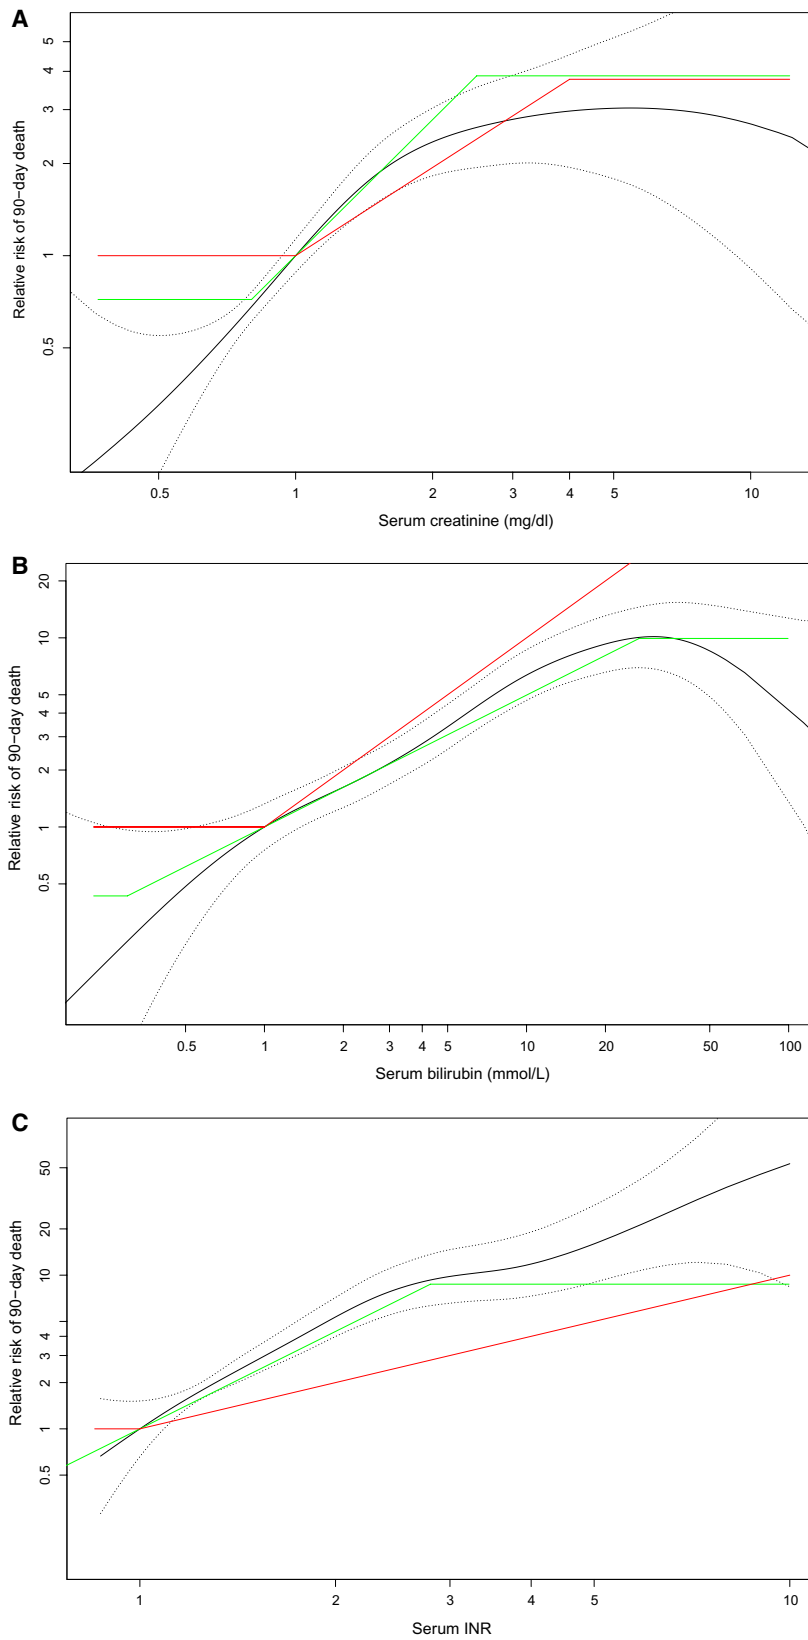 A
Relative risk of 90−day death
5
4
3
2
1
0.5
0.5 1 2 3 4 5 10
Serum creatinine (mg/dl)
B
Relative risk of 90−day death
20
10
5
4
3
2
1
0.5
0.5 1 2 3 4 5 10 20 50 100
Serum bilirubin (mmol/L)
C
Relative risk of 90−day death
50
20
10
4
3
2
1
0.5
1 2 3 4 5 10
Serum INR